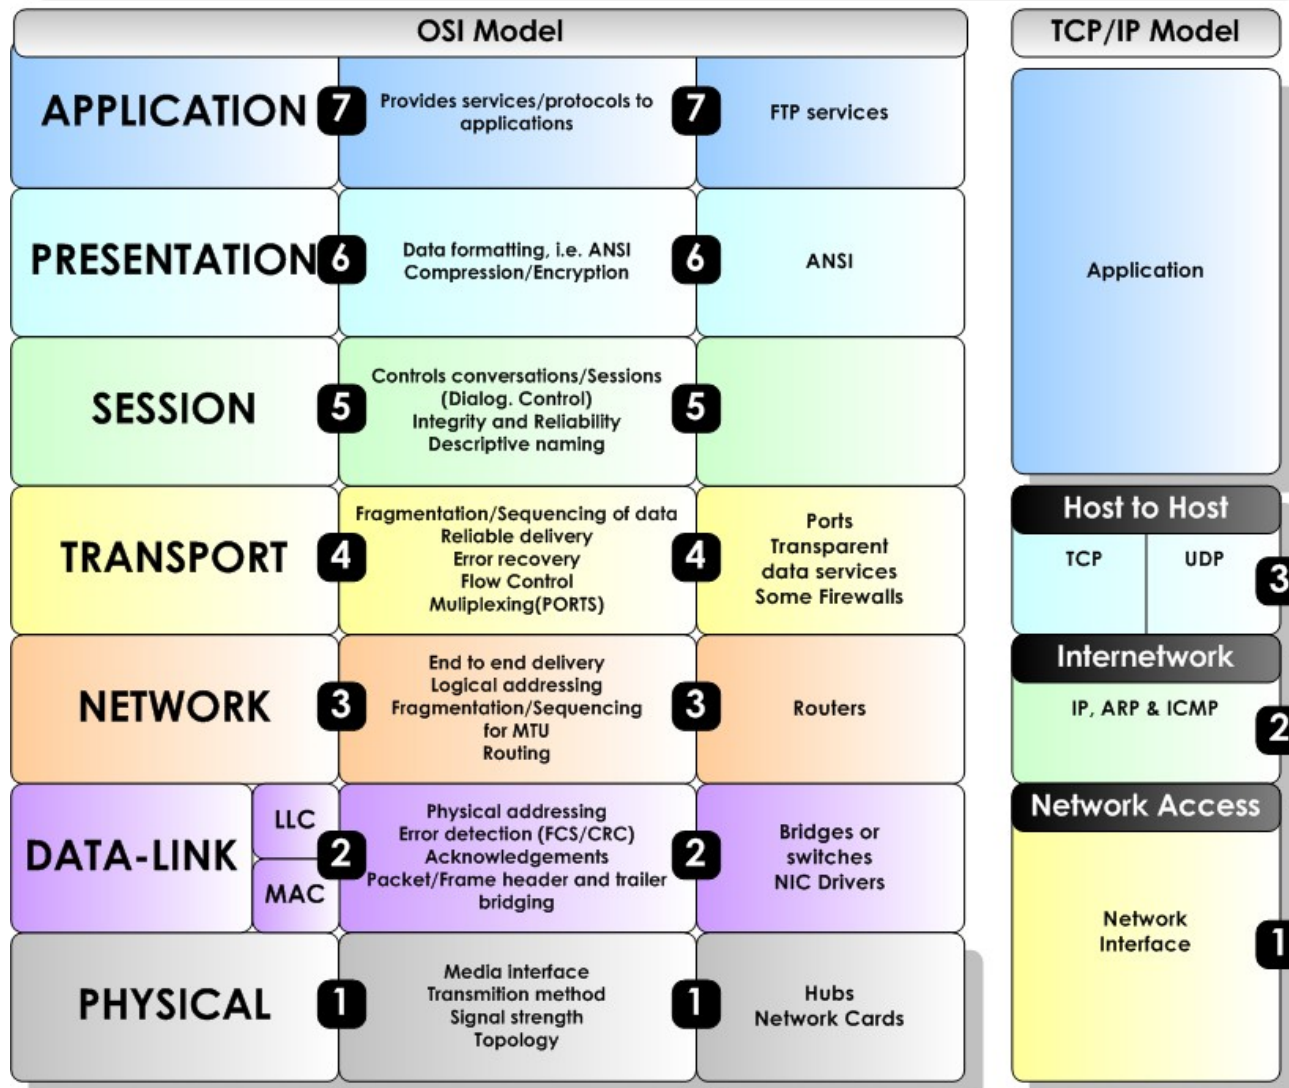 OSI Model
APPLICATION
7
Provides services/protocols to
applications
7
FTP services
PRESENTATION
6
Data formatting, i.e. ANSI
Compression/Encryption
6
ANSI
SESSION
5
Controls conversations/Sessions
(Dialog. Control)
Integrity and Reliability
Descriptive naming
5
TRANSPORT
4
Fragmentation/Sequencing of data
Reliable delivery
Error recovery
Flow Control
Muliplexing(PORTS)
4
Ports
Transparent
data services
Some Firewalls
NETWORK
3
End to end delivery
Logical addressing
Fragmentation/Sequencing
for MTU
Routing
3
Routers
DATA-LINK
LLC
MAC
2
Physical addressing
Error detection (FCS/CRC)
Acknowledgements
Packet/Frame header and trailer
bridging
2
Bridges or
switches
NIC Drivers
PHYSICAL
1
Media interface
Transmition method
Signal strength
Topology
1
Hubs
Network Cards
TCP/IP Model
Application
Host to Host
TCP
UDP
3
Internetwork
IP, ARP & ICMP
2
Network Access
Network
Interface
1